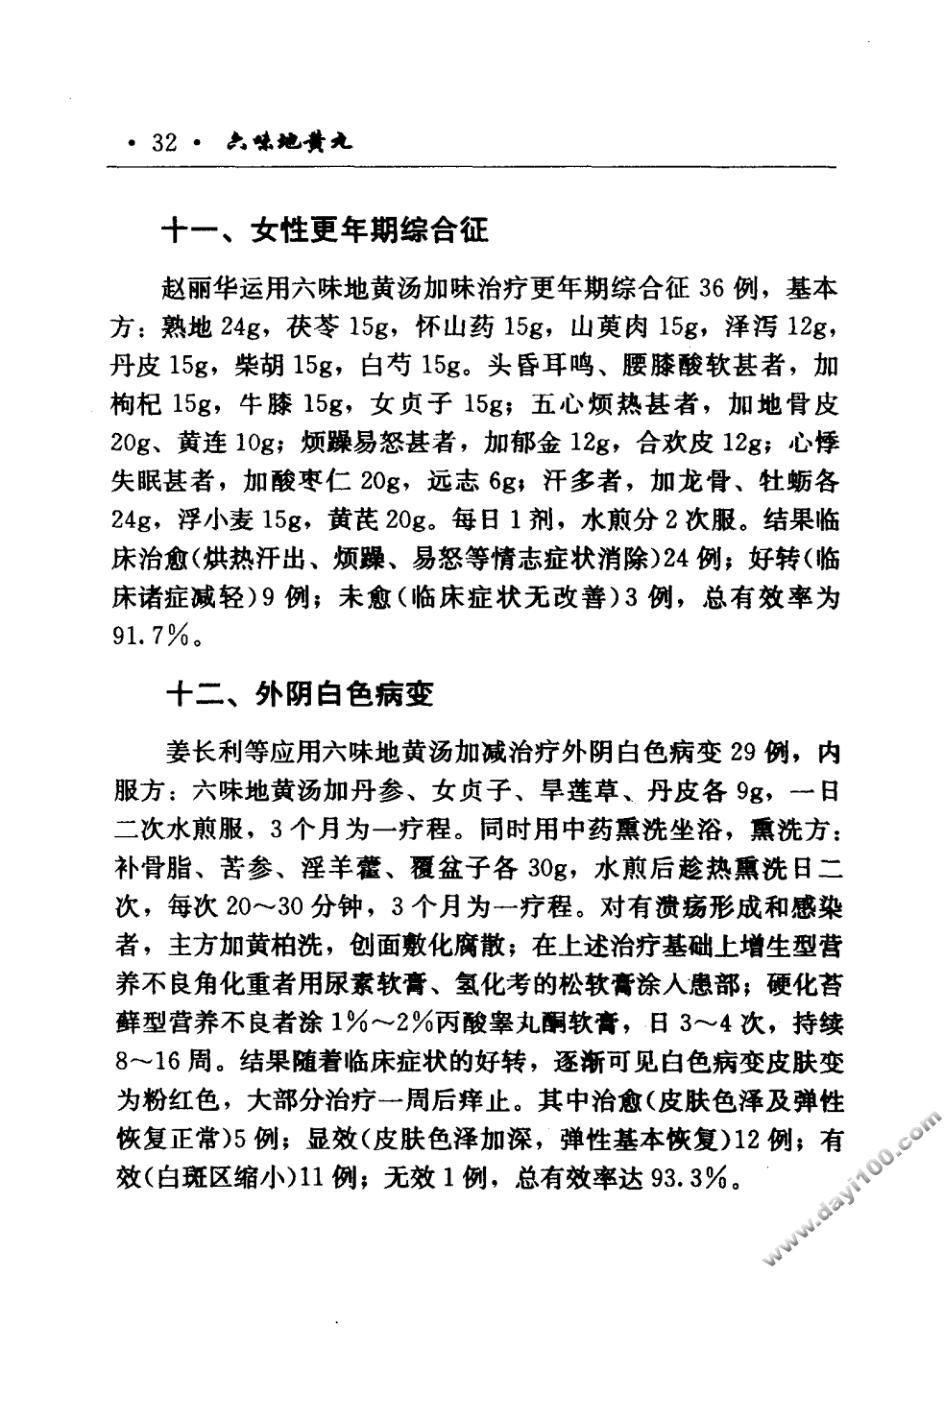 ·32· 六味地黄丸
十一、女性更年期综合征
赵丽华运用六味地黄汤加味治疗更年期综合征 36 例，基本
方：熟地 24g，茯苓 15g，怀山药 15g，山萸肉 15g，泽泻 12g，
丹皮 15g，柴胡 15g，白芍 15g。头昏耳鸣、腰膝酸软甚者，加
枸杞 15g，牛膝 15g，女贞子 15g；五心烦热甚者，加地骨皮
20g、黄连 10g；烦躁易怒甚者，加郁金 12g，合欢皮 12g；心悸
失眠甚者，加酸枣仁 20g，远志 6g；汗多者，加龙骨、牡蛎各
24g，浮小麦 15g，黄芪 20g。每日 1 剂，水煎分 2 次服。结果临
床治愈(烘热汗出、烦躁、易怒等情志症状消除)24 例；好转(临
床诸症减轻)9 例；未愈(临床症状无改善)3 例，总有效率为
91.7%。
十二、外阴白色病变
姜长利等应用六味地黄汤加减治疗外阴白色病变 29 例，内
服方：六味地黄汤加丹参、女贞子、旱莲草、丹皮各 9g，一日
二次水煎服，3 个月为一疗程。同时用中药熏洗坐浴，熏洗方：
补骨脂、苦参、淫羊藿、覆盆子各 30g，水煎后趁热熏洗日二
次，每次 20～30 分钟，3 个月为一疗程。对有溃疡形成和感染
者，主方加黄柏洗，创面敷化腐散；在上述治疗基础上增生型营
养不良角化重者用尿素软膏、氢化考的松软膏涂人患部；硬化苔
藓型营养不良者涂 1%～2%丙酸睾丸酮软膏，日 3～4 次，持续
8～16 周。结果随着临床症状的好转，逐渐可见白色病变皮肤变
为粉红色，大部分治疗一周后痒止。其中治愈(皮肤色泽及弹性
恢复正常)5 例；显效(皮肤色泽加深，弹性基本恢复)12 例；有
效(白斑区缩小)11 例；无效 1 例，总有效率达 93.3%。
www.dayi100.com